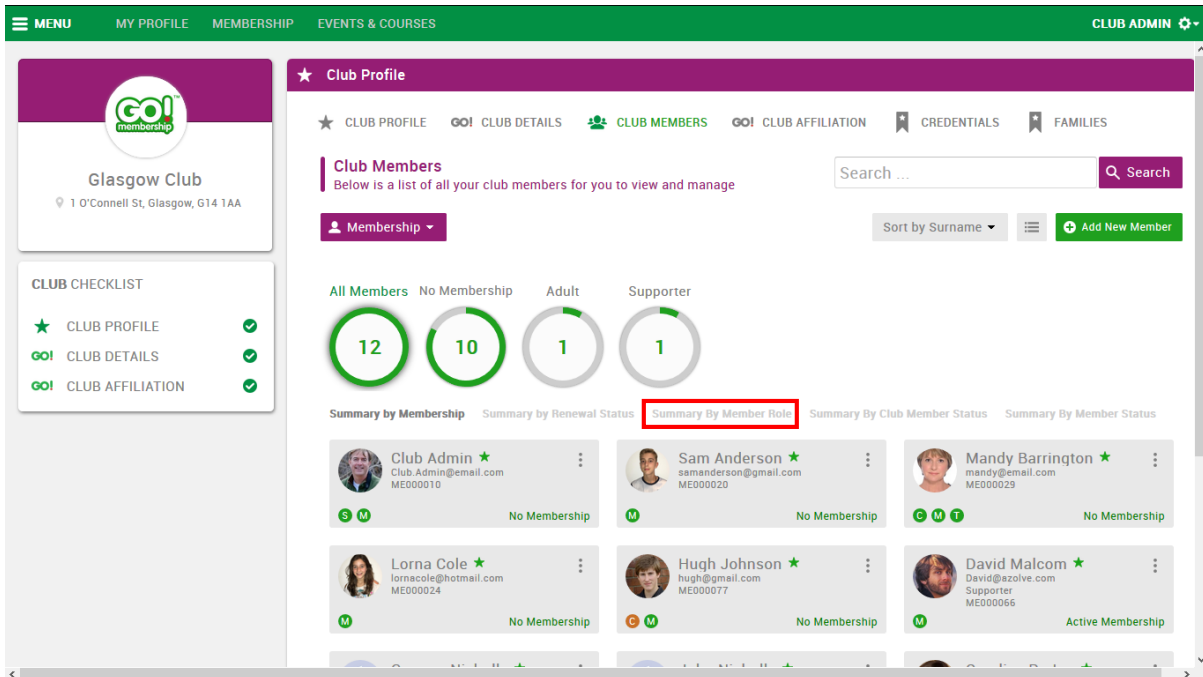 MENU MY PROFILE MEMBERSHIP EVENTS & COURSES CLUB ADMIN
GO!™
membership
Glasgow Club
1 O'Connell St, Glasgow, G14 1AA
CLUB CHECKLIST
CLUB PROFILE
GO! CLUB DETAILS
GO! CLUB AFFILIATION
Club Profile
CLUB PROFILE GO! CLUB DETAILS CLUB MEMBERS GO! CLUB AFFILIATION CREDENTIALS FAMILIES
Club Members
Below is a list of all your club members for you to view and manage
Search ... Search
Membership Sort by Surname Add New Member
All Members No Membership Adult Supporter
12 10 1 1
Summary by Membership Summary by Renewal Status Summary By Member Role Summary By Club Member Status Summary By Member Status
Club Admin
Club.Admin@email.com
ME000010
S M No Membership
Sam Anderson
samanderson@gmail.com
ME000020
M No Membership
Mandy Barrington
mandy@email.com
ME000029
C M T No Membership
Lorna Cole
lornacole@hotmail.com
ME000024
M No Membership
Hugh Johnson
hugh@gmail.com
ME000077
C M No Membership
David Malcom
David@azolve.com
Supporter
ME000066
M Active Membership